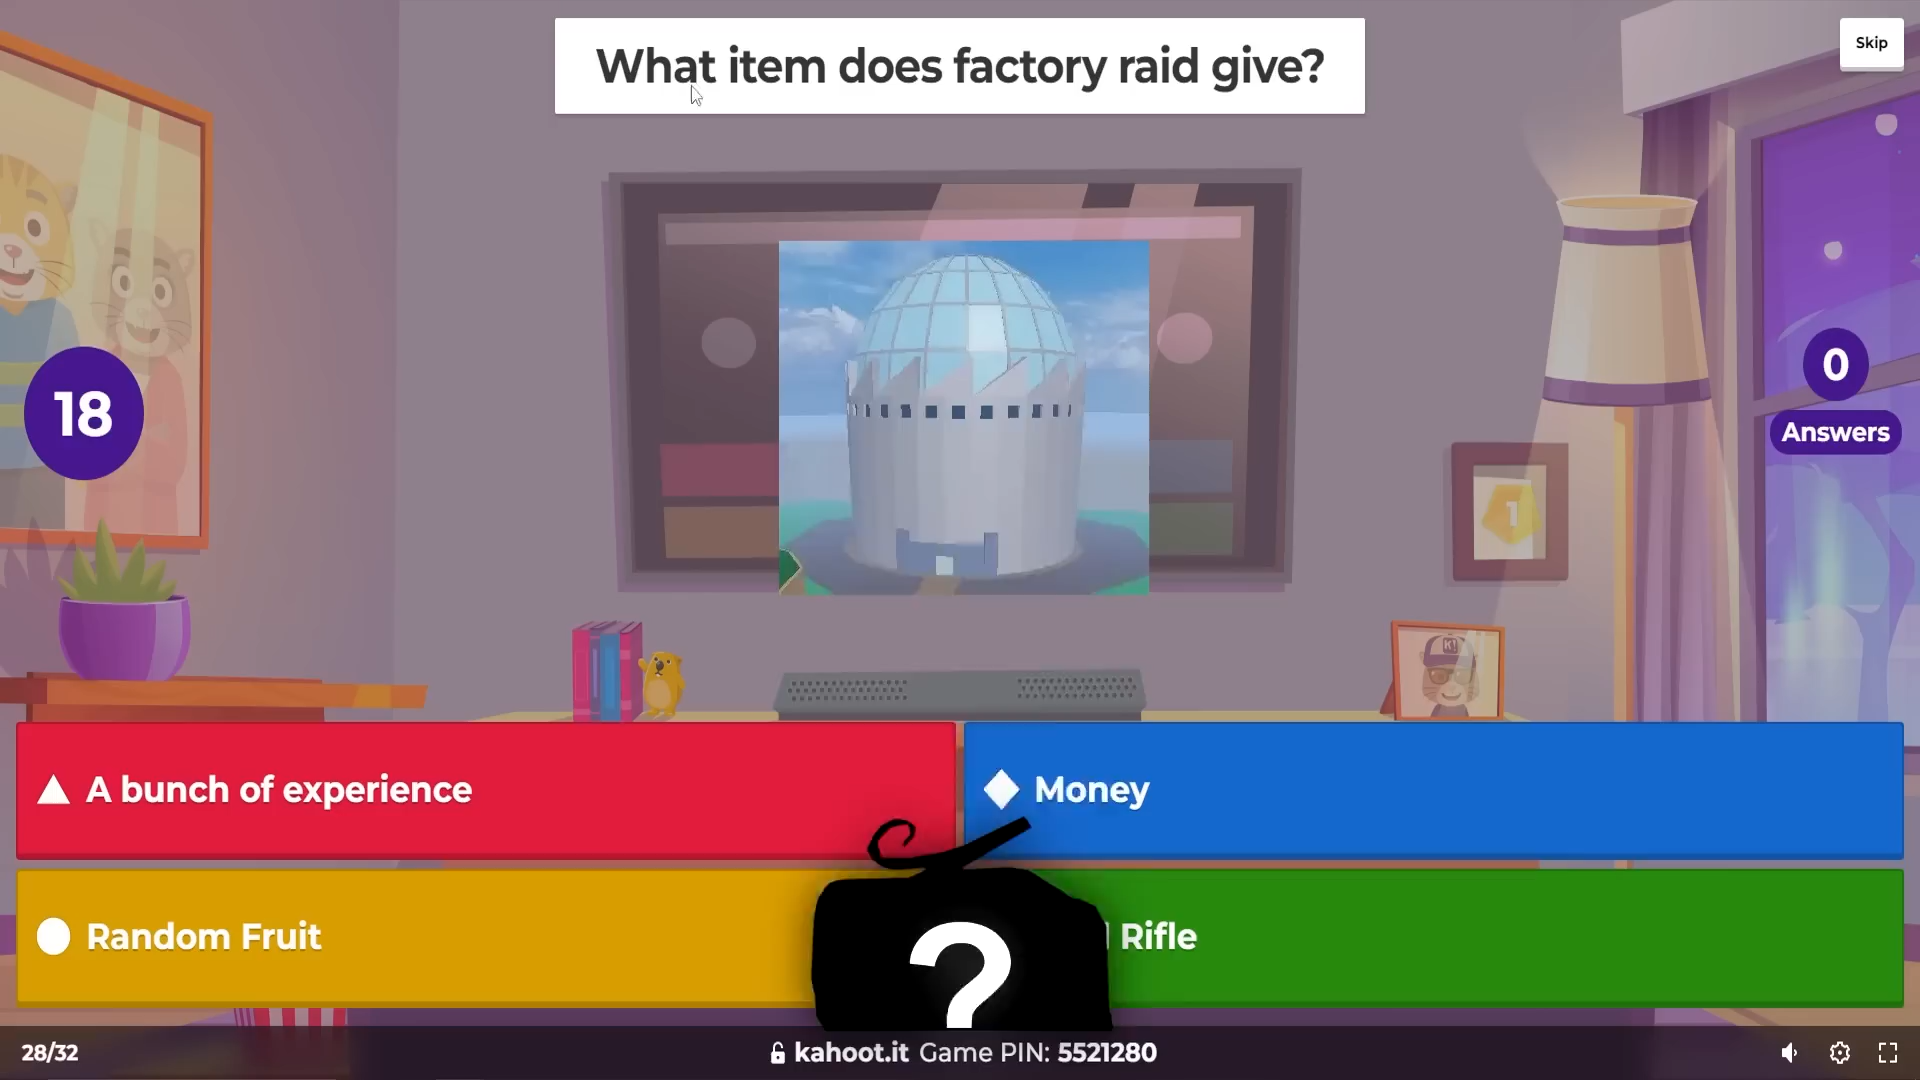 What item does factory raid give?
Skip
18
0
Answers
1
K!
A bunch of experience
Money
Random Fruit
Rifle
?
28/32
kahoot.it Game PIN: 5521280